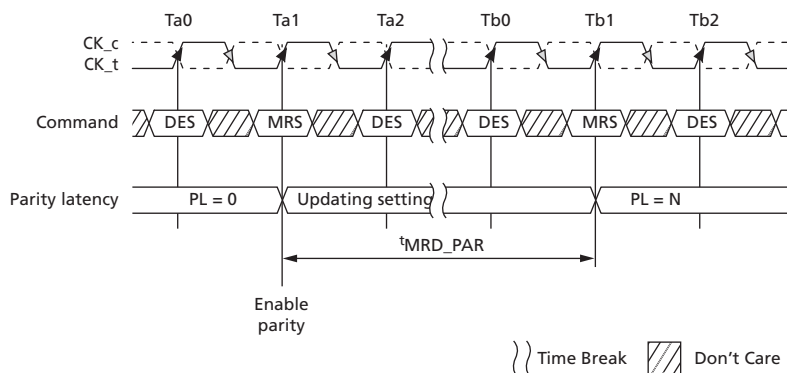 Ta0 Ta1 Ta2 Tb0 Tb1 Tb2
CK_c
CK_t
Command DES MRS DES DES MRS DES
Parity latency PL = 0 Updating setting PL = N
tMRD_PAR
Enable
parity
Time Break Don't Care